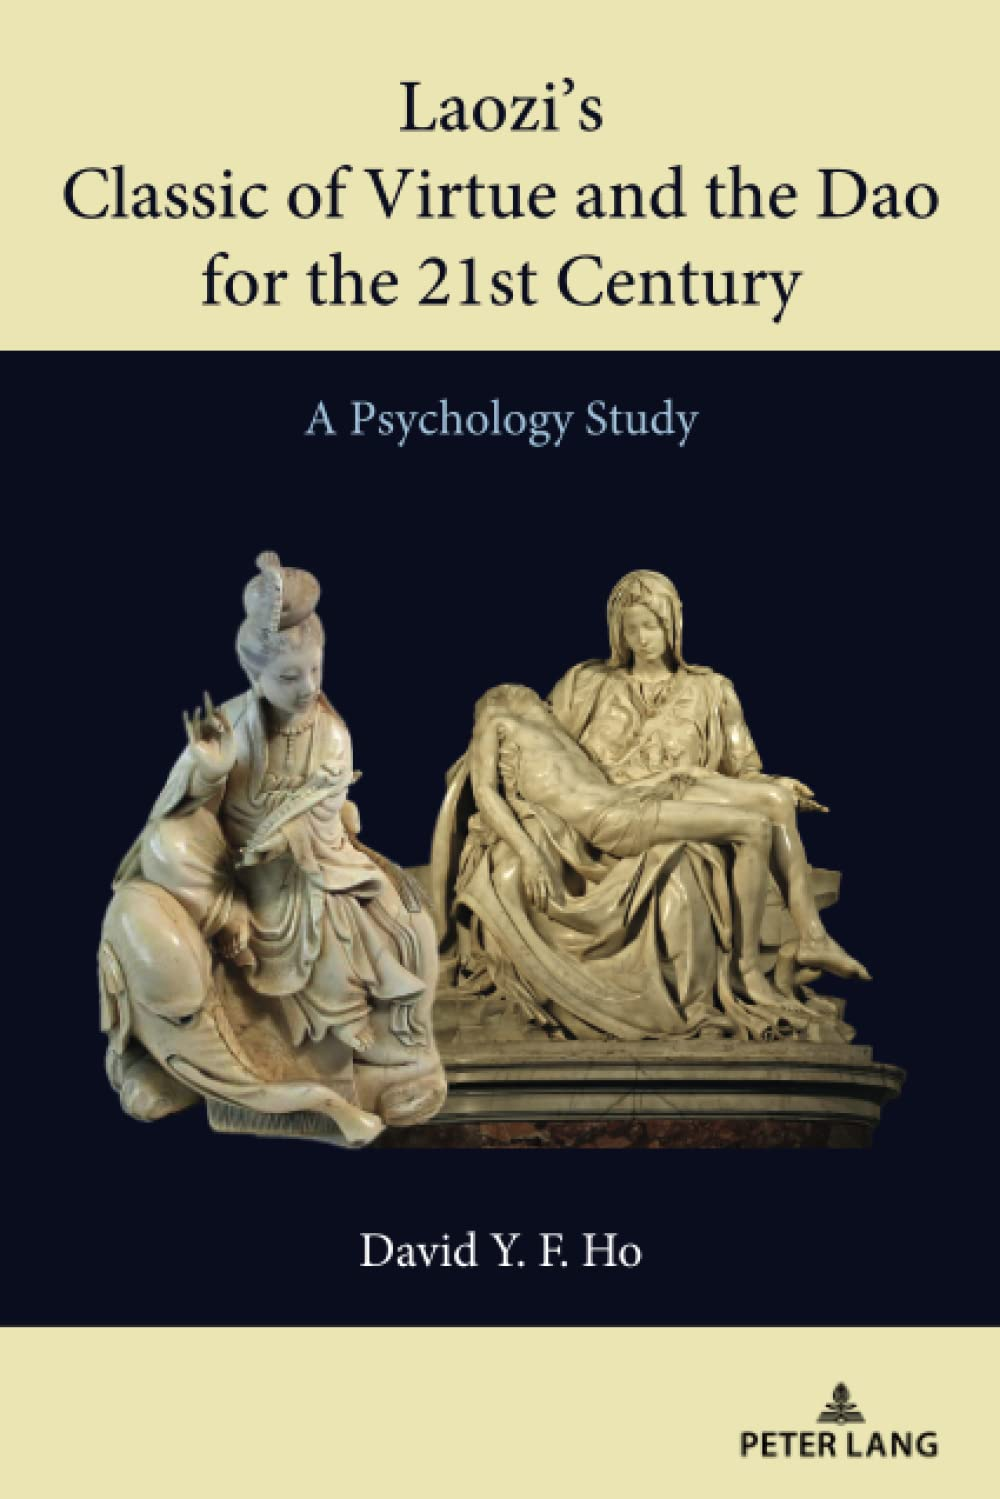 Laozi’s
Classic of Virtue and the Dao
for the 21st Century
A Psychology Study
David Y. F. Ho
PETER LANG